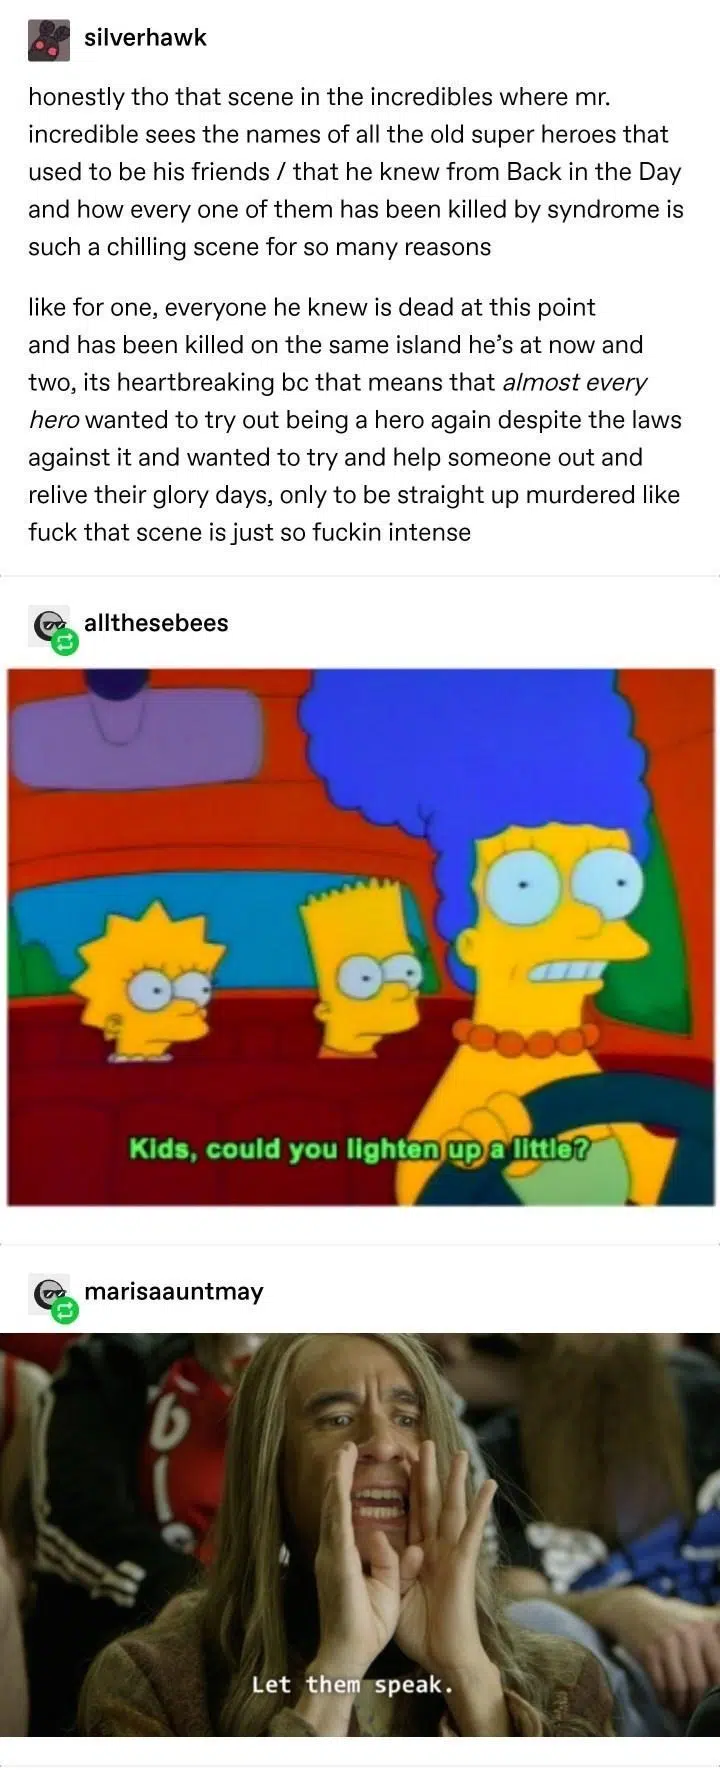 silverhawk
honestly tho that scene in the incredibles where mr.
incredible sees the names of all the old super heroes that
used to be his friends / that he knew from Back in the Day
and how every one of them has been killed by syndrome is
such a chilling scene for so many reasons
like for one, everyone he knew is dead at this point
and has been killed on the same island he’s at now and
two, its heartbreaking bc that means that almost every
hero wanted to try out being a hero again despite the laws
against it and wanted to try and help someone out and
relive their glory days, only to be straight up murdered like
fuck that scene is just so fuckin intense
allthesebees
Kids, could you lighten up a little?
marisaauntmay
Let them speak.